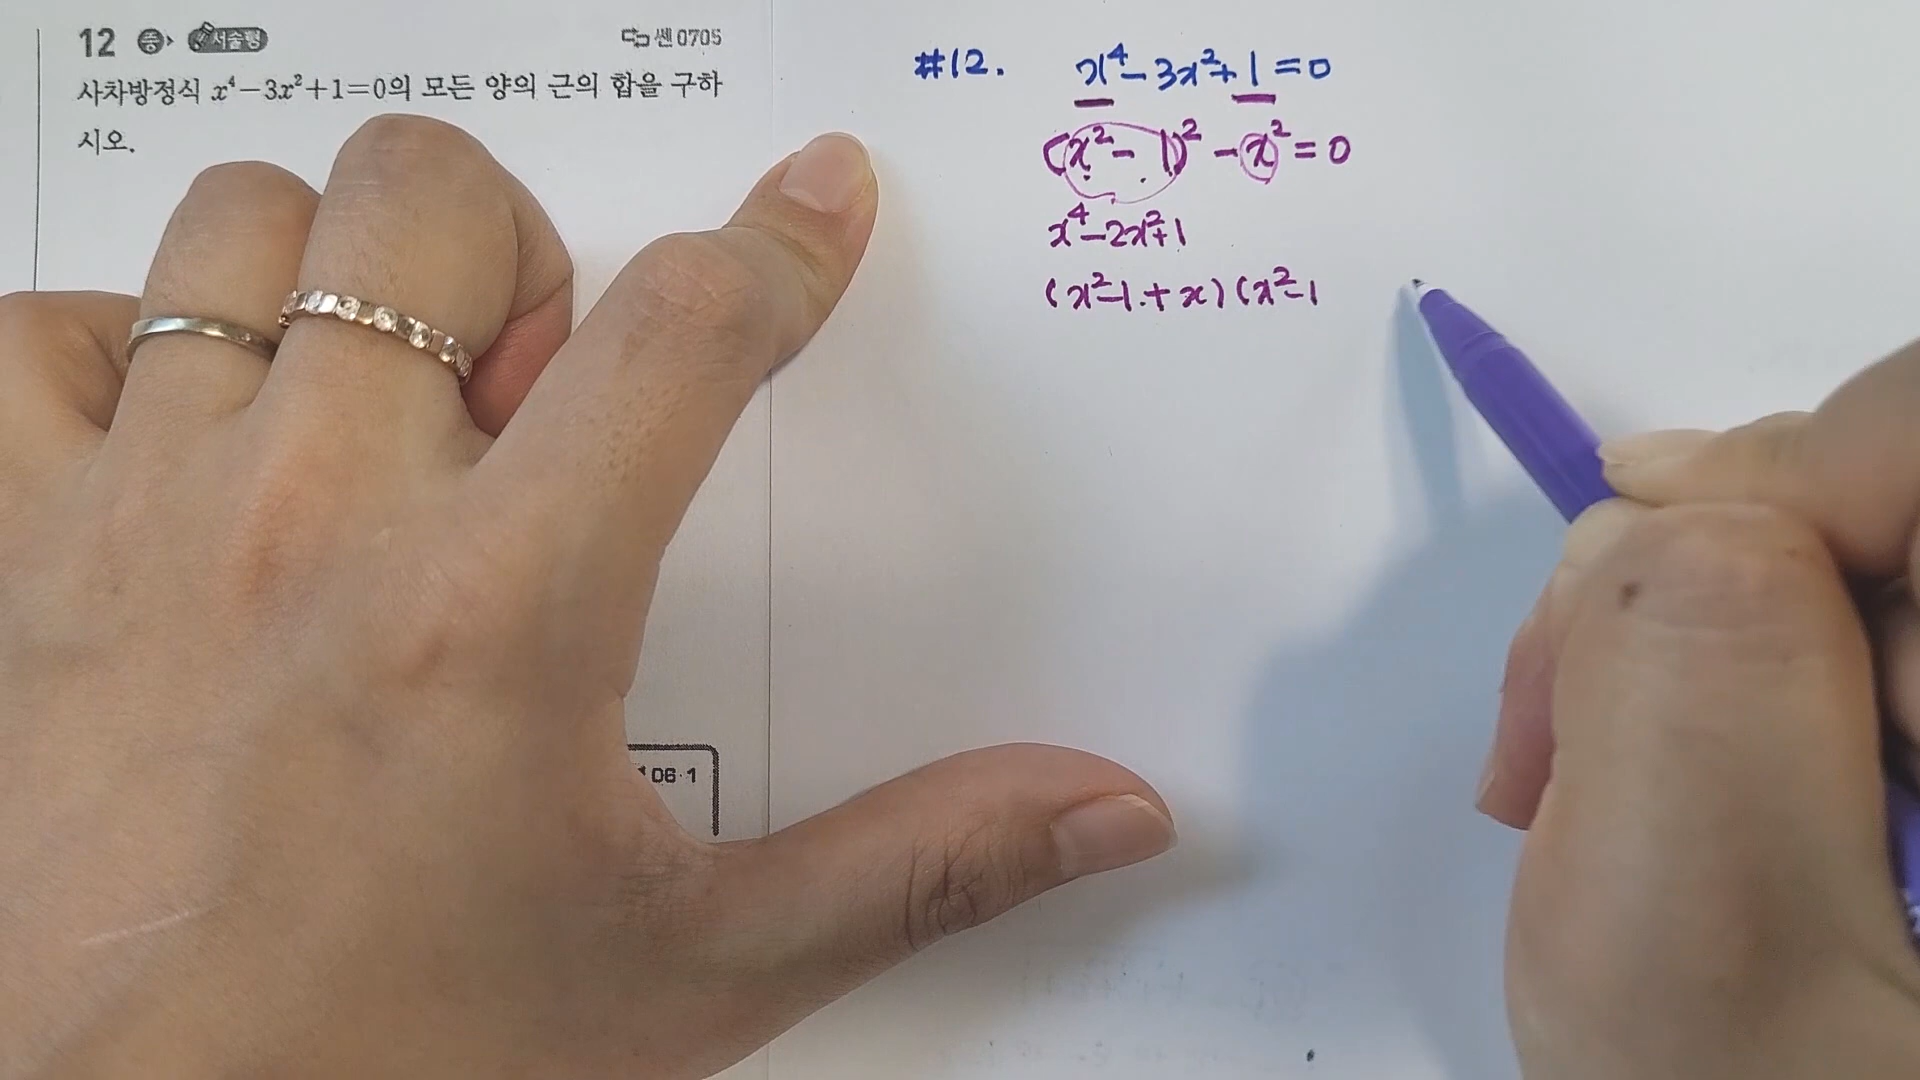 12 중 서술형 쎈 0705
사차방정식 x⁴-3x²+1=0의 모든 양의 근의 합을 구하
시오.
06·1
#12. x⁴-3x²+1=0
(x²-1)²-x²=0
x⁴-2x²+1
(x²-1+x)(x²-1